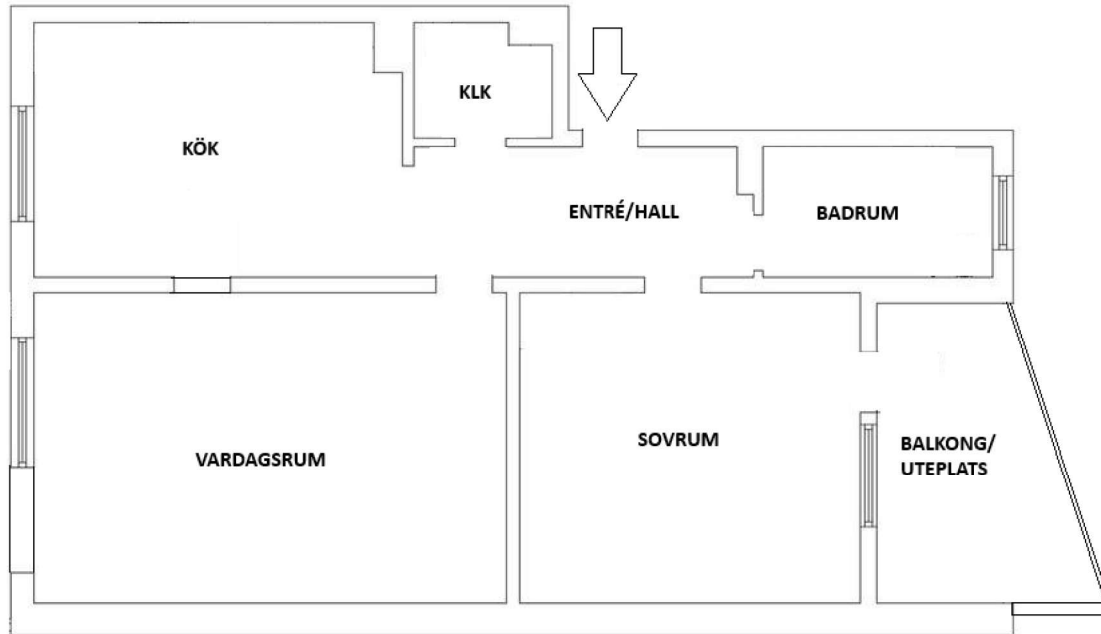 KLK
KÖK
ENTRÉ/HALL
BADRUM
VARDAGSRUM
SOVRUM
BALKONG/
UTEPLATS